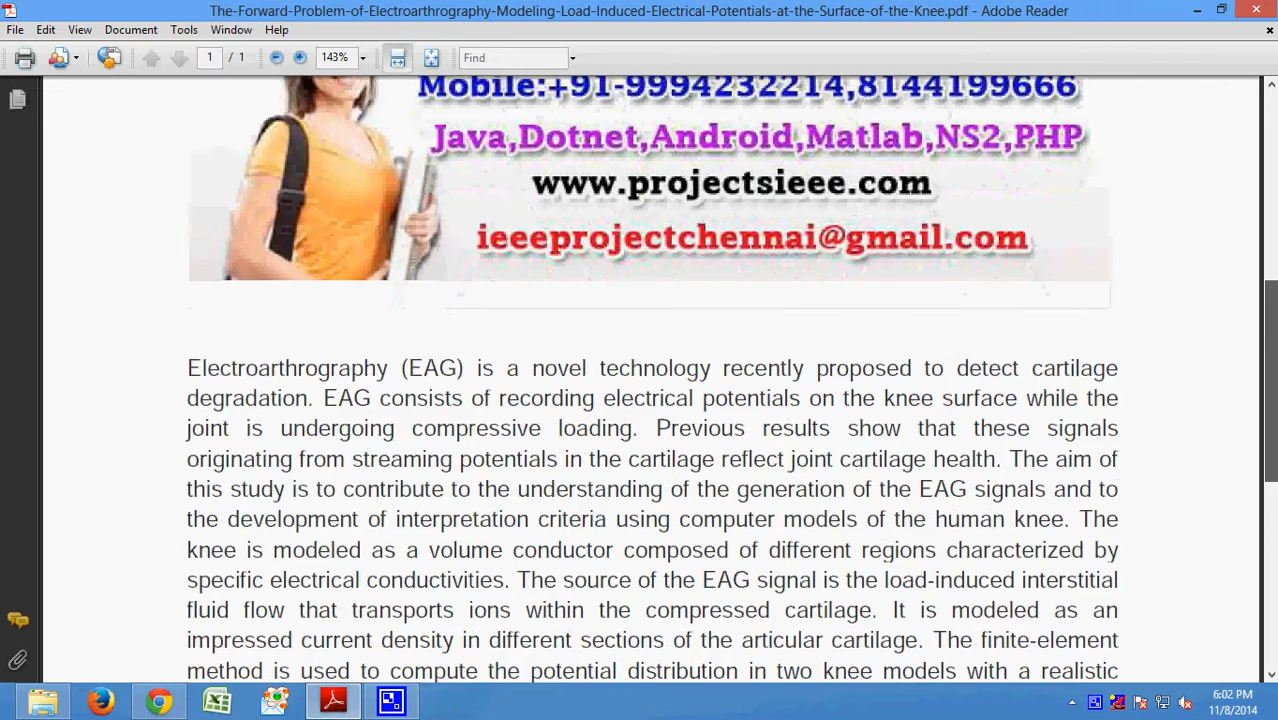 The-Forward-Problem-of-Electroarthrography-Modeling-Load-Induced-Electrical-Potentials-at-the-Surface-of-the-Knee.pdf - Adobe Reader
File Edit View Document Tools Window Help
1 / 1 143% Find
Mobile:+91-9994232214,8144199666
Java,Dotnet,Android,Matlab,NS2,PHP
www.projectsieee.com
ieeeprojectchennai@gmail.com
Electroarthrography (EAG) is a novel technology recently proposed to detect cartilage
degradation. EAG consists of recording electrical potentials on the knee surface while the
joint is undergoing compressive loading. Previous results show that these signals
originating from streaming potentials in the cartilage reflect joint cartilage health. The aim of
this study is to contribute to the understanding of the generation of the EAG signals and to
the development of interpretation criteria using computer models of the human knee. The
knee is modeled as a volume conductor composed of different regions characterized by
specific electrical conductivities. The source of the EAG signal is the load-induced interstitial
fluid flow that transports ions within the compressed cartilage. It is modeled as an
impressed current density in different sections of the articular cartilage. The finite-element
method is used to compute the potential distribution in two knee models with a realistic
6:02 PM
11/8/2014